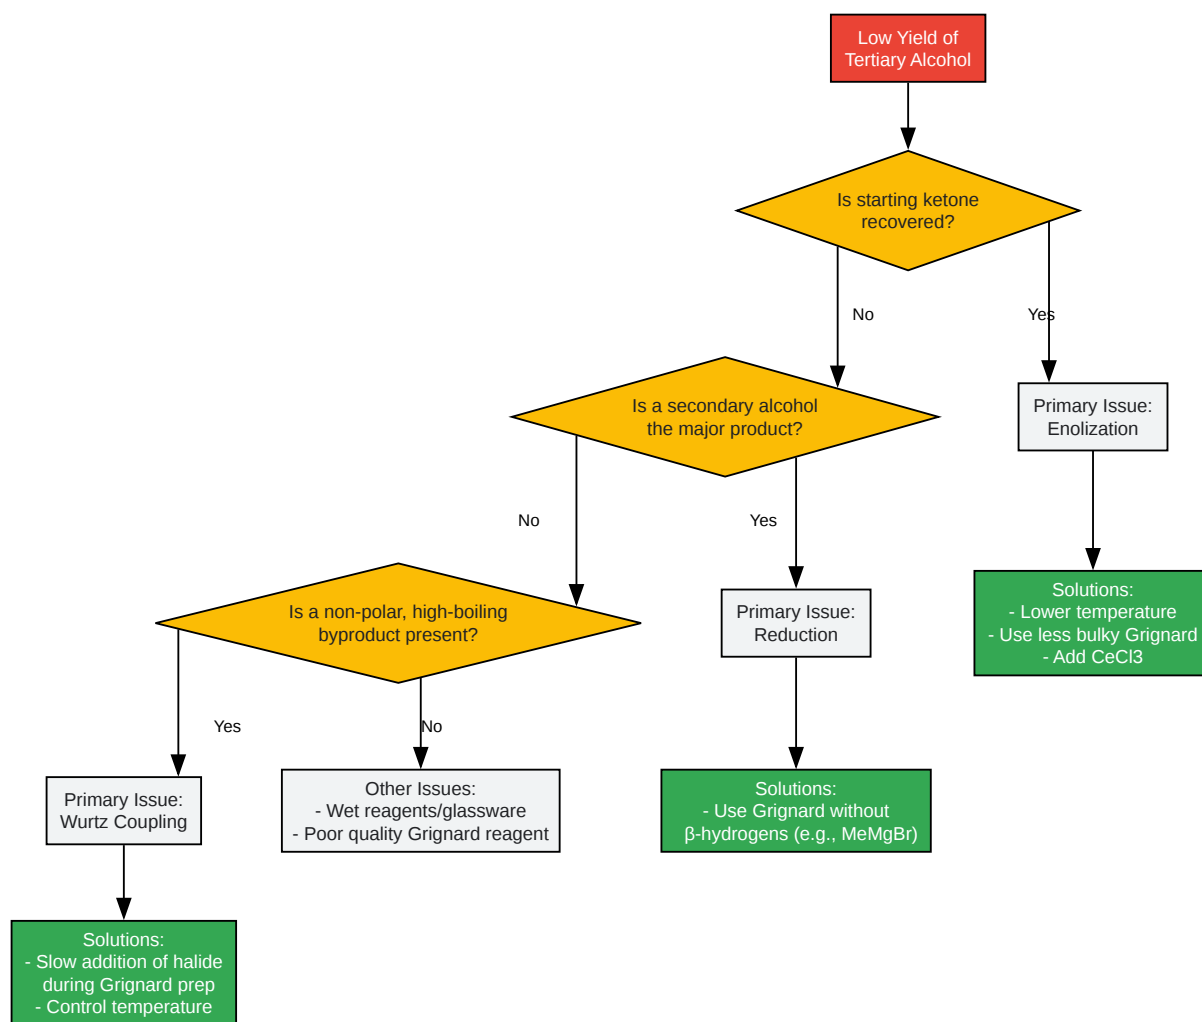 Low Yield of
Tertiary Alcohol
Is starting ketone
recovered?
No
Yes
Is a secondary alcohol
the major product?
Primary Issue:
Enolization
No
Yes
Solutions:
- Lower temperature
- Use less bulky Grignard
- Add CeCl3
Is a non-polar, high-boiling
byproduct present?
Primary Issue:
Reduction
Yes
No
Primary Issue:
Wurtz Coupling
Other Issues:
- Wet reagents/glassware
- Poor quality Grignard reagent
Solutions:
- Use Grignard without
β-hydrogens (e.g., MeMgBr)
Solutions:
- Slow addition of halide
during Grignard prep
- Control temperature